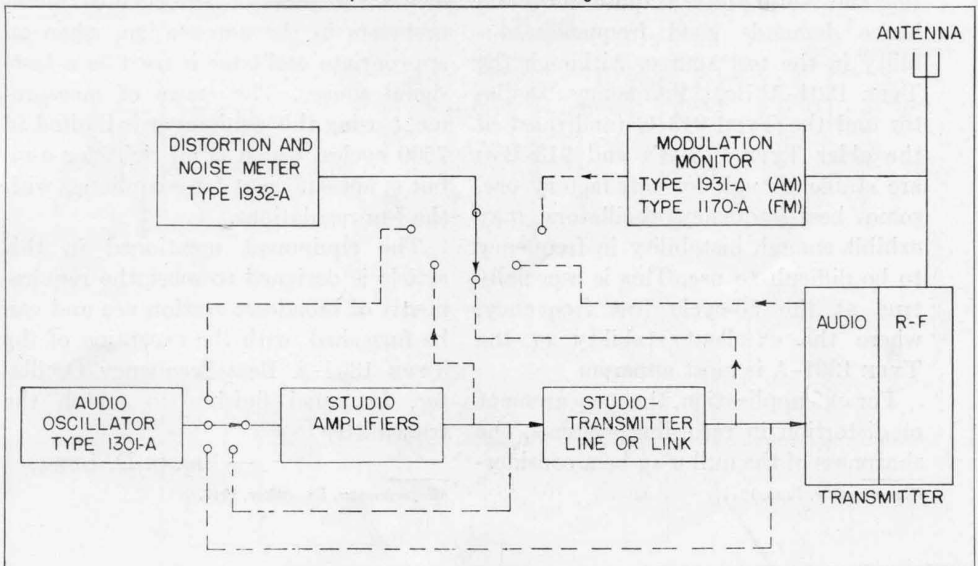 ANTENNA
DISTORTION AND
NOISE METER
TYPE 1932-A
MODULATION
MONITOR
TYPE 1931-A (AM)
TYPE 1170-A (FM)
AUDIO R-F
AUDIO
OSCILLATOR
TYPE 1301-A
STUDIO
AMPLIFIERS
STUDIO-
TRANSMITTER
LINE OR LINK
TRANSMITTER